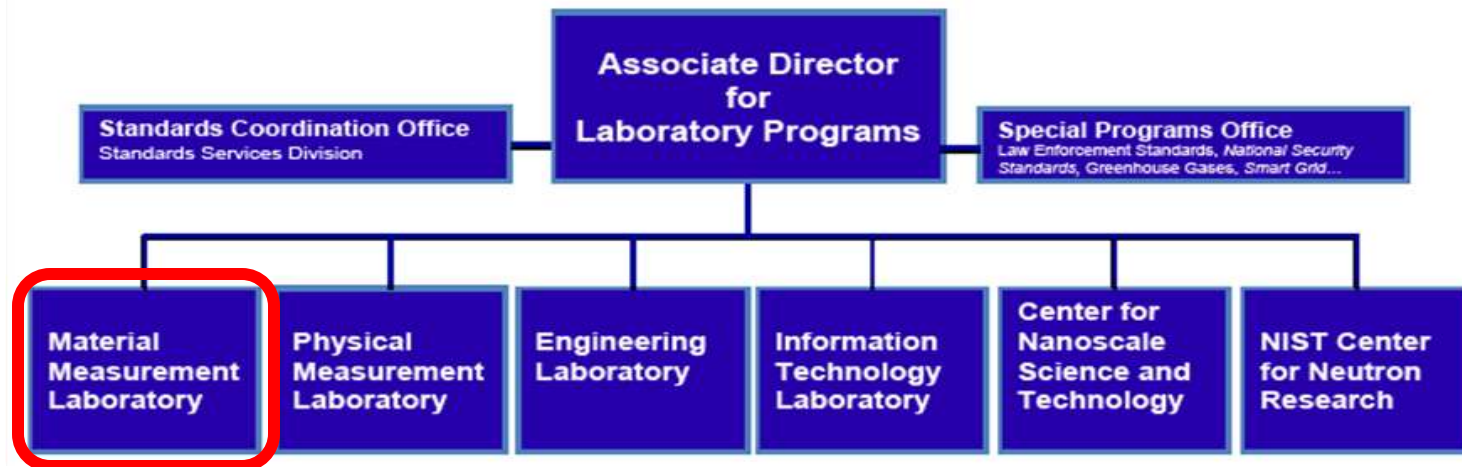 Associate Director
for
Laboratory Programs
Standards Coordination Office
Standards Services Division
Special Programs Office
Law Enforcement Standards, National Security
Standards, Greenhouse Gases, Smart Grid...
Material
Measurement
Laboratory
Physical
Measurement
Laboratory
Engineering
Laboratory
Information
Technology
Laboratory
Center for
Nanoscale
Science and
Technology
NIST Center
for Neutron
Research